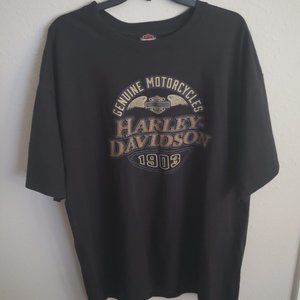 GENUINE MOTORCYCLES
HARLEY-
DAVIDSON
1903